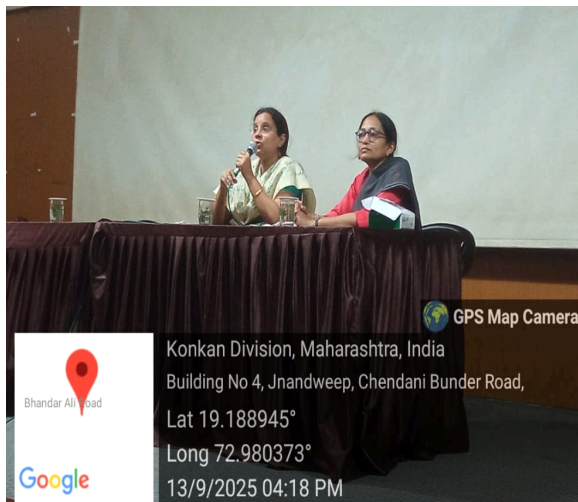 GPS Map Camera
Konkan Division, Maharashtra, India
Building No 4, Jnandweep, Chendani Bunder Road,
Lat 19.188945°
Long 72.980373°
13/9/2025 04:18 PM
Bhandar Ali Road
Google